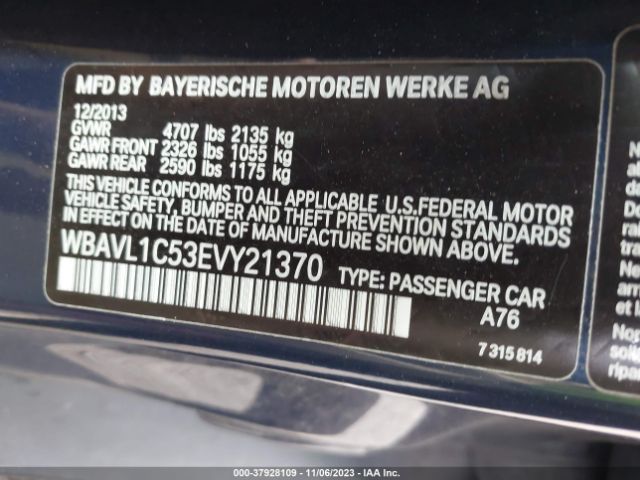 MFD BY BAYERISCHE MOTOREN WERKE AG
12/2013
GVWR 4707 lbs 2135 kg
GAWR FRONT 2326 lbs 1055 kg
GAWR REAR 2590 lbs 1175 kg
THIS VEHICLE CONFORMS TO ALL APPLICABLE U.S.FEDERAL MOTOR
VEHICLE SAFETY, BUMPER AND THEFT PREVENTION STANDARDS
IN EFFECT ON THE DATE OF MANUFACTURE SHOWN ABOVE.
WBAVL1C53EVY21370 TYPE: PASSENGER CAR
A76
7 315 814
000-37928109 - 11/06/2023 - IAA Inc.